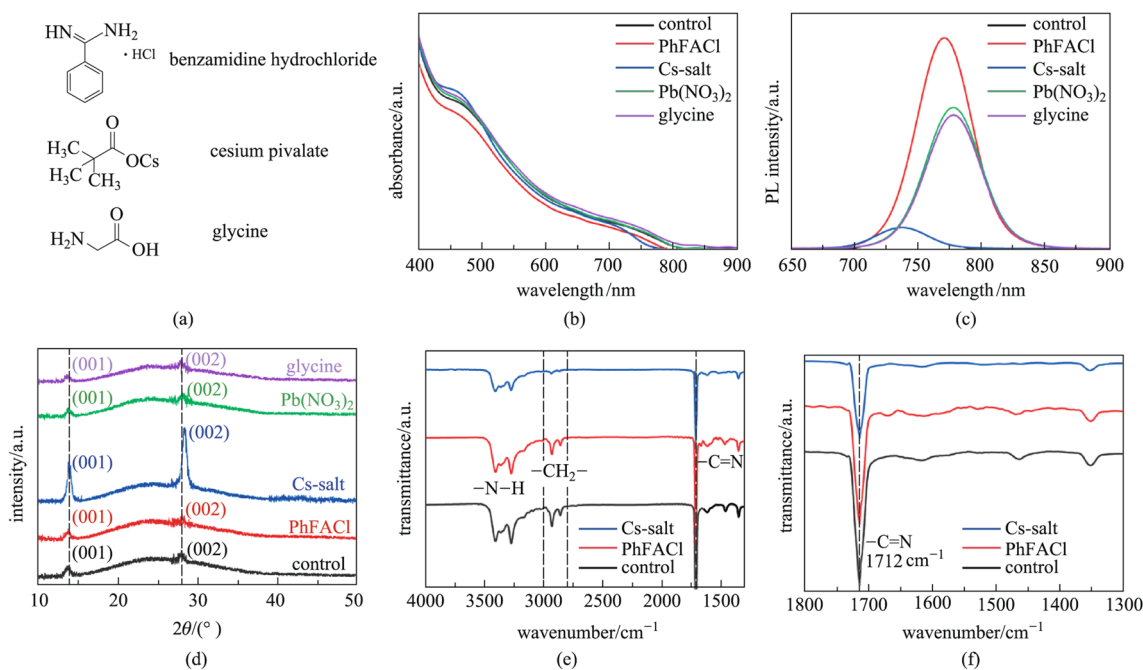 HN
NH₂
· HCl
benzamidine hydrochloride
O
H₃C
OCs
H₃C
CH₃
cesium pivalate
O
H₂N
OH
glycine
(a)
control
PhFACl
Cs-salt
Pb(NO₃)₂
glycine
absorbance/a.u.
400 500 600 700 800 900
wavelength/nm
(b)
control
PhFACl
Cs-salt
Pb(NO₃)₂
glycine
PL intensity/a.u.
650 700 750 800 850 900
wavelength/nm
(c)
(001) (002) glycine
(001) (002) Pb(NO₃)₂
(001) (002) Cs-salt
(001) (002) PhFACl
(001) (002) control
intensity/a.u.
10 20 30 40 50
2θ/(° )
(d)
−N−H
−CH₂−
−C=N
Cs-salt
PhFACl
control
transmittance/a.u.
4000 3500 3000 2500 2000 1500
wavenumber/cm⁻¹
(e)
−C=N
1712 cm⁻¹
Cs-salt
PhFACl
control
transmittance/a.u.
1800 1700 1600 1500 1400 1300
wavenumber/cm⁻¹
(f)